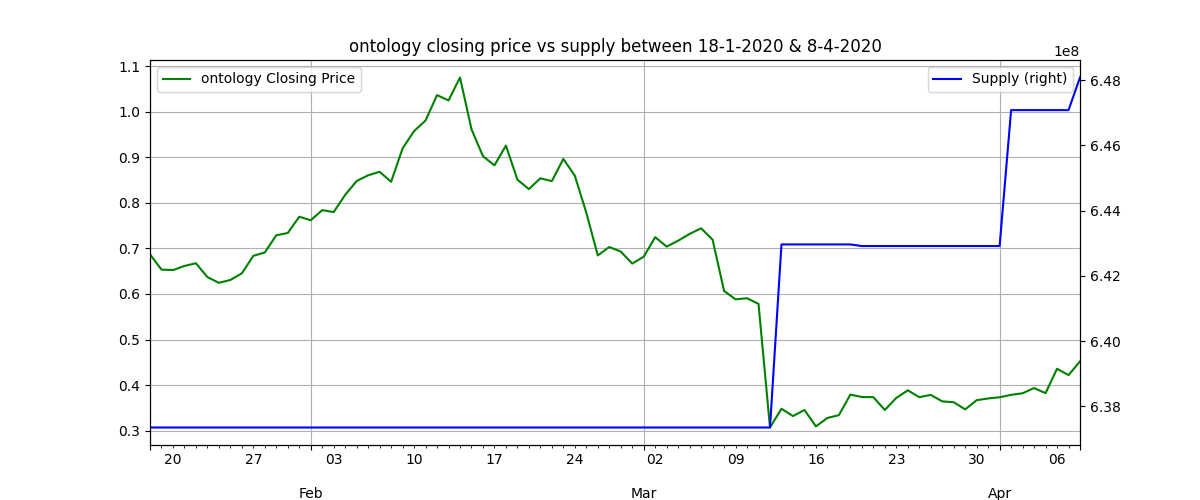 ontology closing price vs supply between 18-1-2020 & 8-4-2020
1e8
ontology Closing Price
Supply (right)
1.1
1.0
0.9
0.8
0.7
0.6
0.5
0.4
0.3
6.48
6.46
6.44
6.42
6.40
6.38
20 27 03 10 17 24 02 09 16 23 30 06
Feb Mar Apr